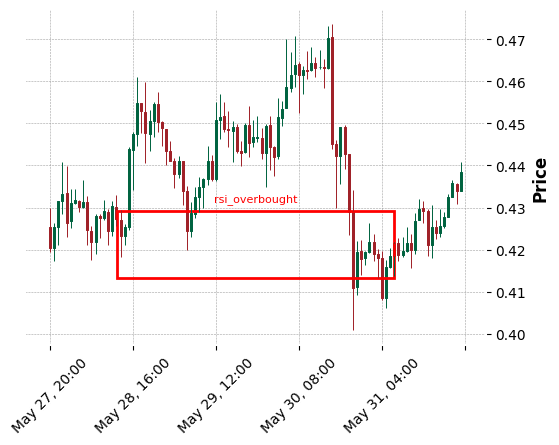 0.47
0.46
0.45
0.44
0.43
0.42
0.41
0.40
Price
rsi_overbought
May 27, 20:00
May 28, 16:00
May 29, 12:00
May 30, 08:00
May 31, 04:00